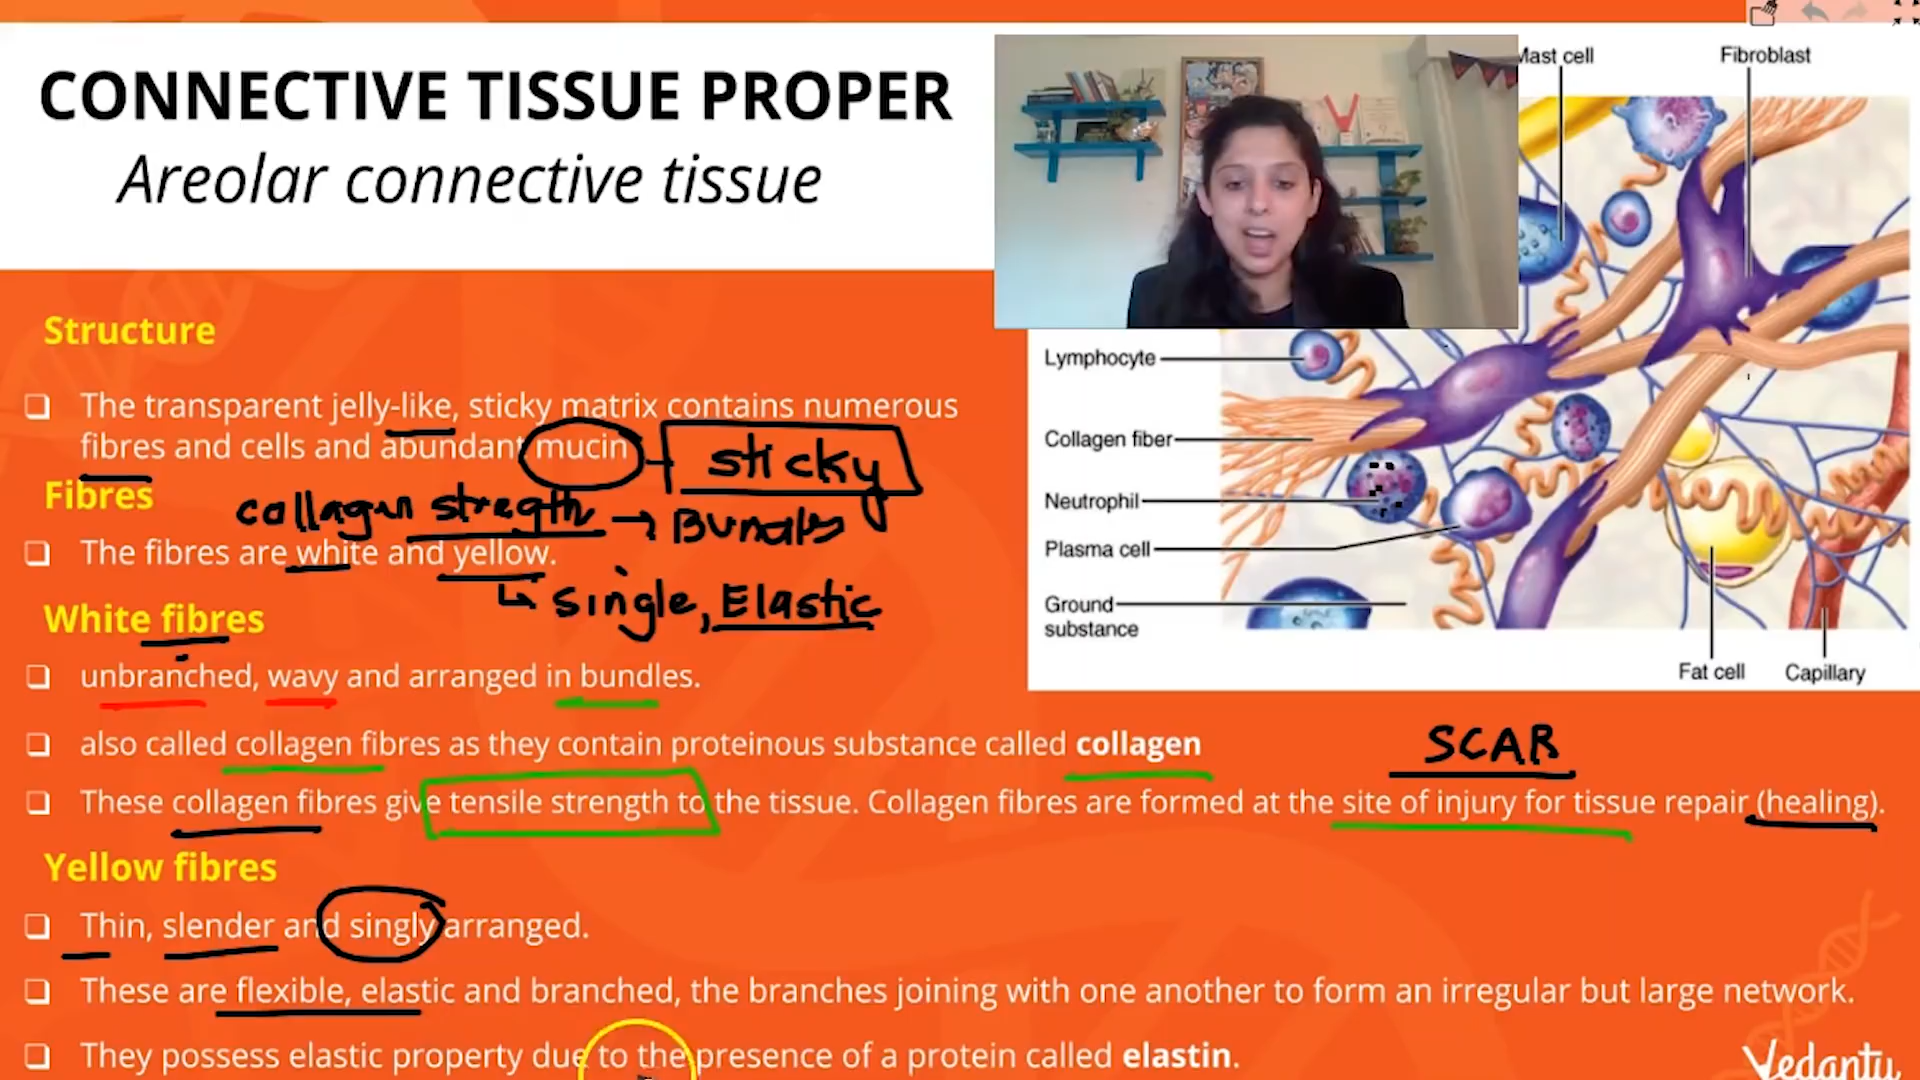 CONNECTIVE TISSUE PROPER
Areolar connective tissue
Mast cell
Fibroblast
Structure
The transparent jelly-like, sticky matrix contains numerous
fibres and cells and abundant mucin
sticky
Fibres
collagen stregth → Bundles
The fibres are white and yellow.
↳ single, Elastic
White fibres
unbranched, wavy and arranged in bundles.
also called collagen fibres as they contain proteinous substance called collagen
SCAR
These collagen fibres give tensile strength to the tissue. Collagen fibres are formed at the site of injury for tissue repair (healing).
Yellow fibres
Thin, slender and singly arranged.
These are flexible, elastic and branched, the branches joining with one another to form an irregular but large network.
They possess elastic property due to the presence of a protein called elastin.
Lymphocyte
Collagen fiber
Neutrophil
Plasma cell
Ground
substance
Fat cell
Capillary
Vedantu